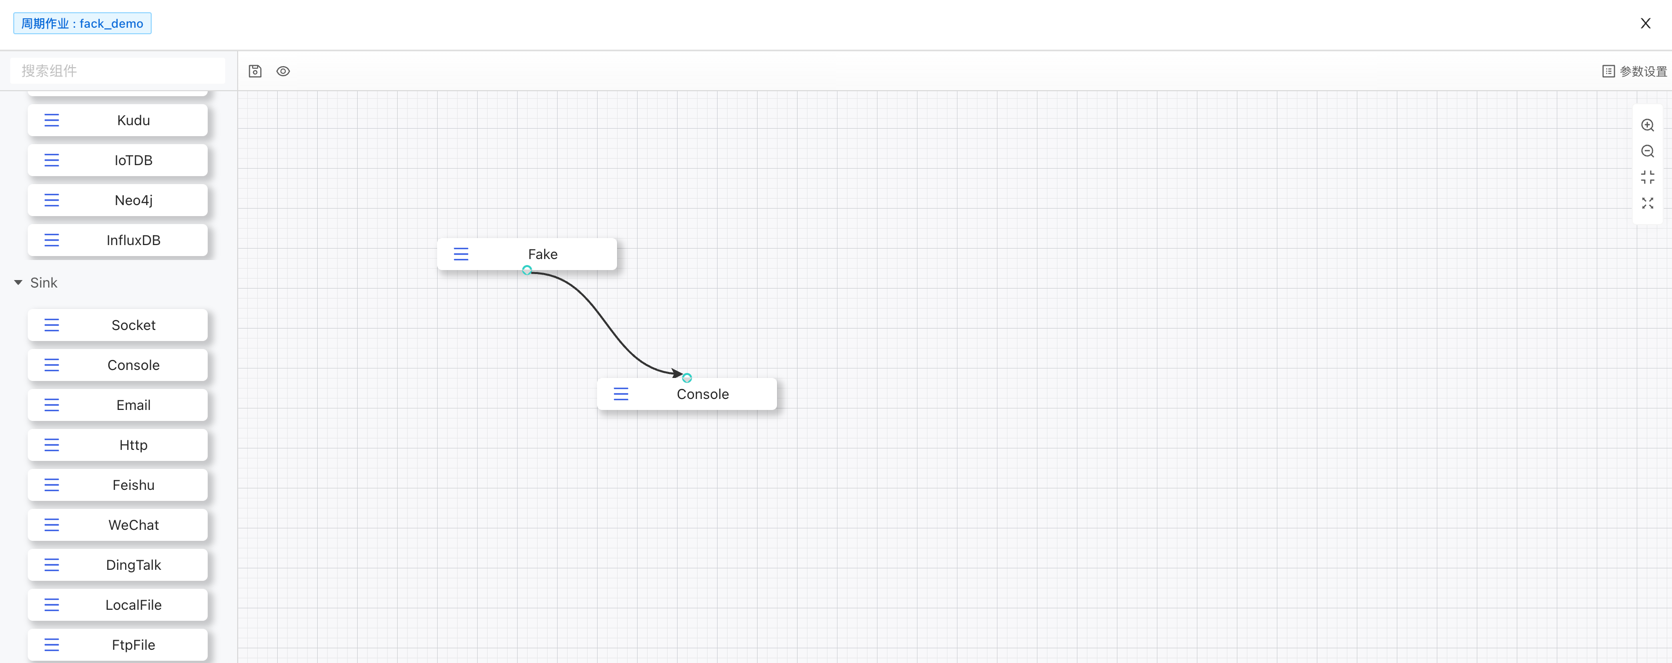 周期作业 : fack_demo
搜索组件
参数设置
Kudu
IoTDB
Neo4j
InfluxDB
Sink
Socket
Console
Email
Http
Feishu
WeChat
DingTalk
LocalFile
FtpFile
Fake
Console